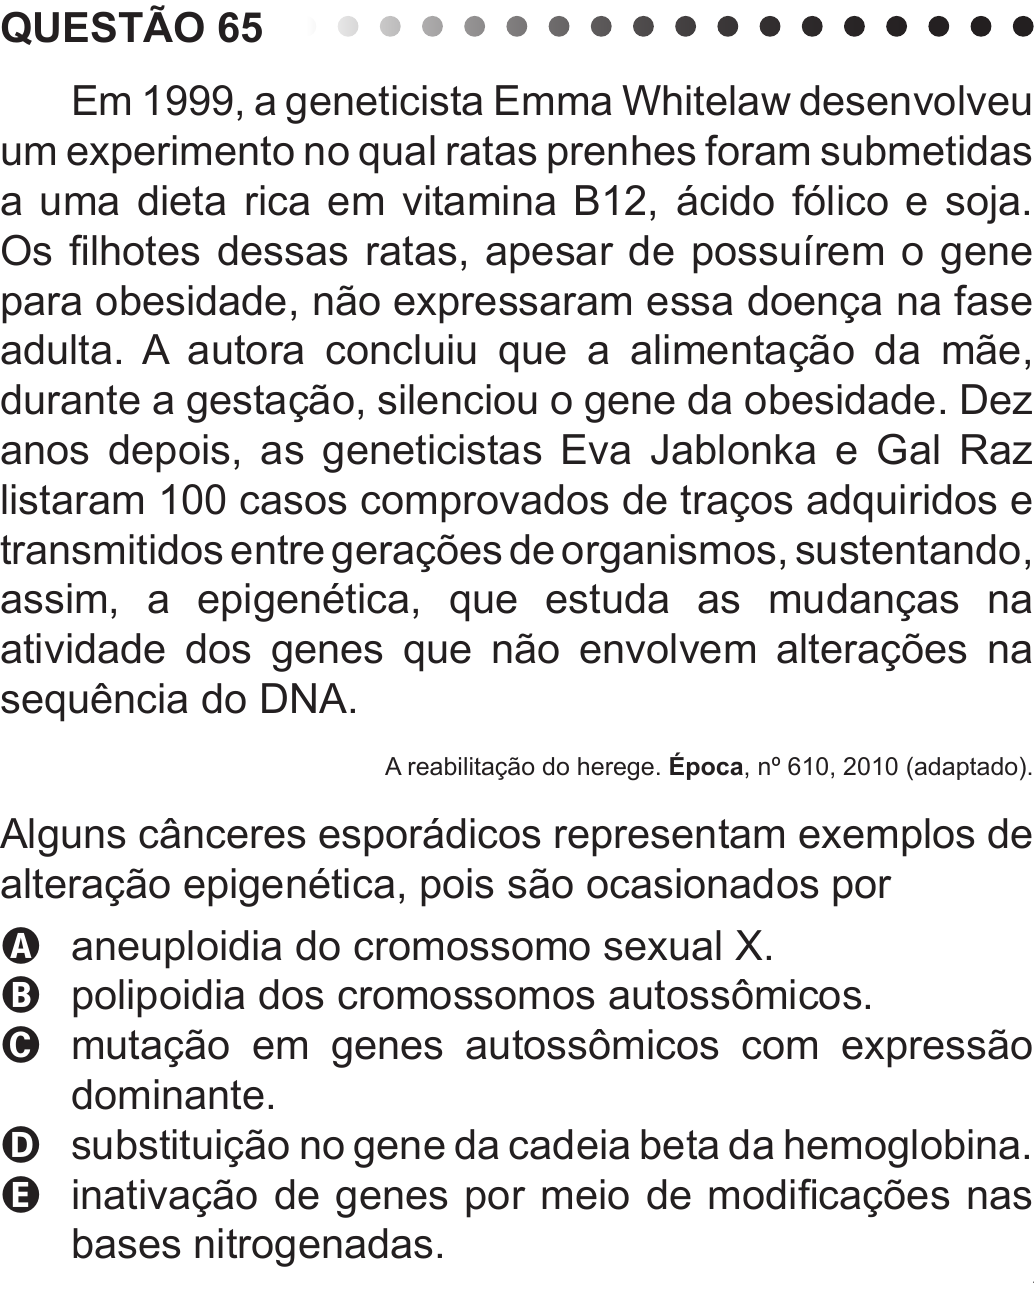 QUESTÃO 65
Em 1999, a geneticista Emma Whitelaw desenvolveu
um experimento no qual ratas prenhes foram submetidas
a uma dieta rica em vitamina B12, ácido fólico e soja.
Os filhotes dessas ratas, apesar de possuírem o gene
para obesidade, não expressaram essa doença na fase
adulta. A autora concluiu que a alimentação da mãe,
durante a gestação, silenciou o gene da obesidade. Dez
anos depois, as geneticistas Eva Jablonka e Gal Raz
listaram 100 casos comprovados de traços adquiridos e
transmitidos entre gerações de organismos, sustentando,
assim, a epigenética, que estuda as mudanças na
atividade dos genes que não envolvem alterações na
sequência do DNA.
A reabilitação do herege. Época, nº 610, 2010 (adaptado).
Alguns cânceres esporádicos representam exemplos de
alteração epigenética, pois são ocasionados por
A aneuploidia do cromossomo sexual X.
B polipoidia dos cromossomos autossômicos.
C mutação em genes autossômicos com expressão
dominante.
D substituição no gene da cadeia beta da hemoglobina.
E inativação de genes por meio de modificações nas
bases nitrogenadas.